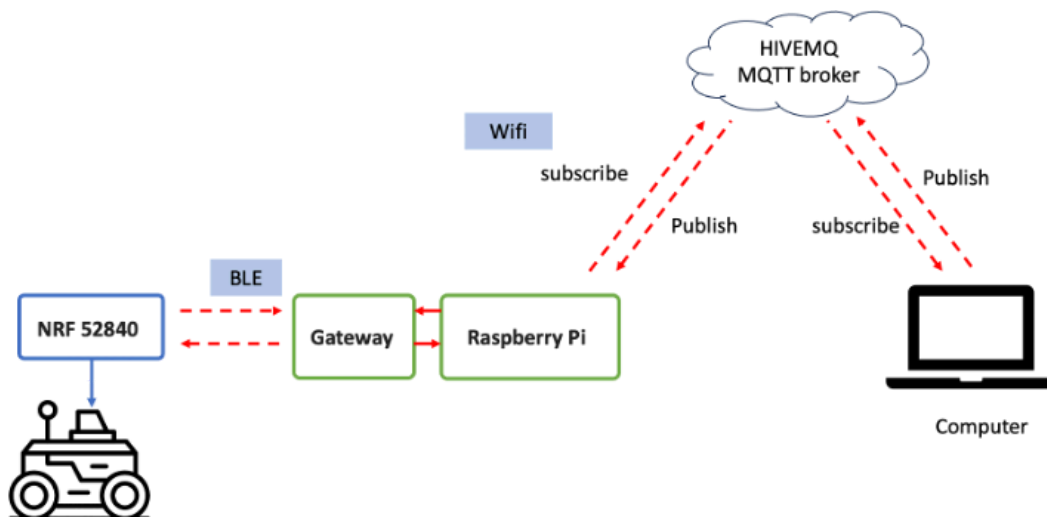 HIVEMQ
MQTT broker
Wifi
subscribe
Publish
Publish
subscribe
BLE
NRF 52840
Gateway
Raspberry Pi
Computer